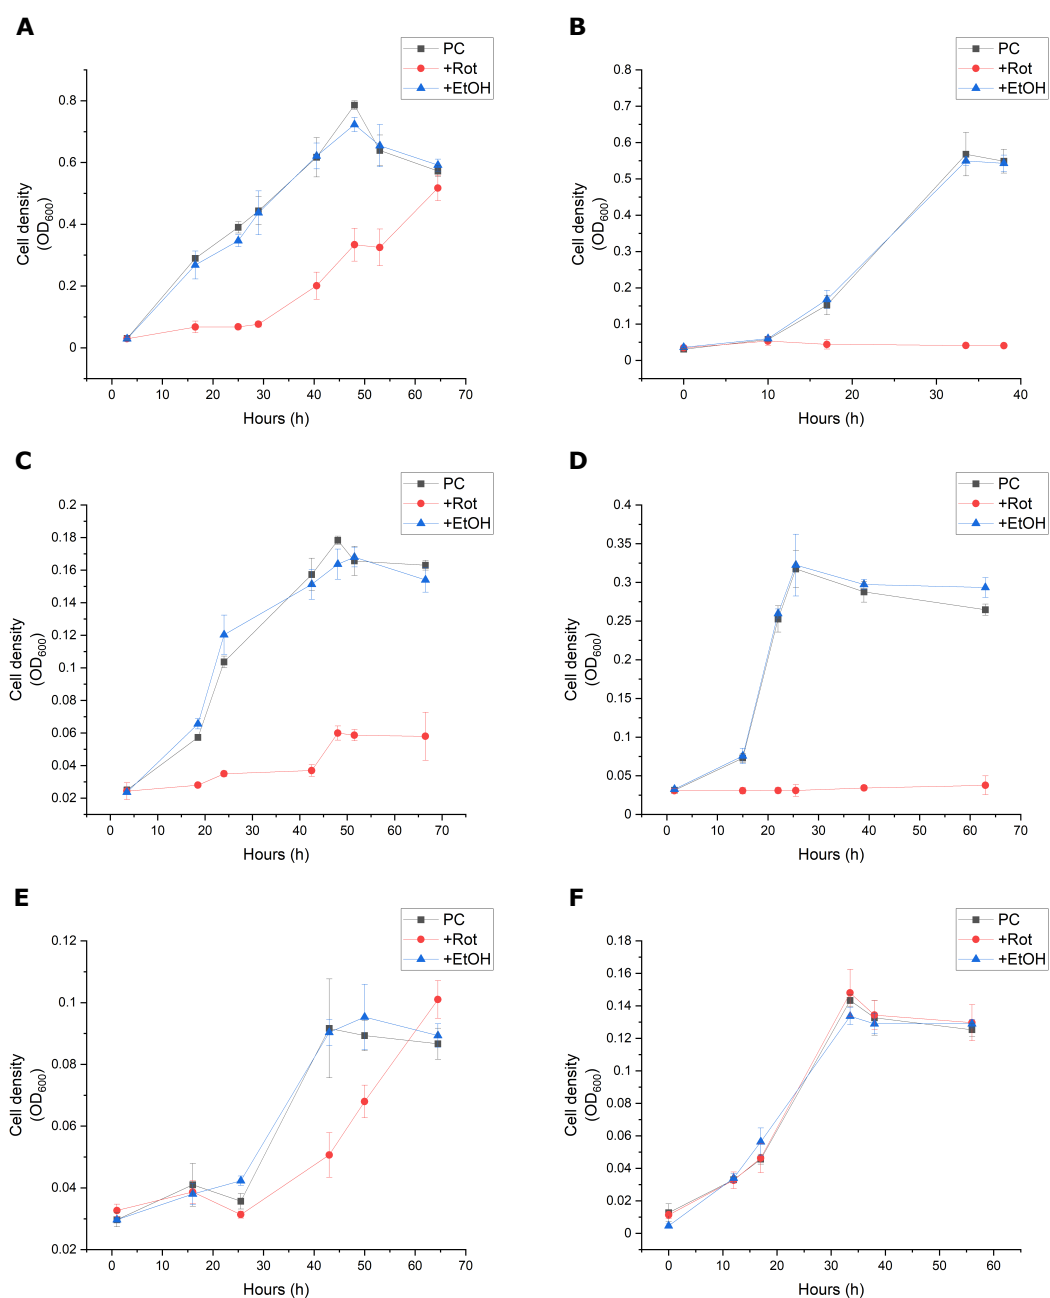 A
PC
+Rot
+EtOH
0.8
0.6
0.4
0.2
0
Cell density
(OD600)
0 10 20 30 40 50 60 70
Hours (h)
B
PC
+Rot
+EtOH
0.8
0.7
0.6
0.5
0.4
0.3
0.2
0.1
0
Cell density
(OD600)
0 10 20 30 40
Hours (h)
C
PC
+Rot
+EtOH
0.2
0.18
0.16
0.14
0.12
0.1
0.08
0.06
0.04
0.02
Cell density
(OD600)
0 10 20 30 40 50 60 70
Hours (h)
D
PC
+Rot
+EtOH
0.4
0.35
0.3
0.25
0.2
0.15
0.1
0.05
0
Cell density
(OD600)
0 10 20 30 40 50 60 70
Hours (h)
E
PC
+Rot
+EtOH
0.12
0.1
0.08
0.06
0.04
0.02
Cell density
(OD600)
0 10 20 30 40 50 60 70
Hours (h)
F
PC
+Rot
+EtOH
0.18
0.16
0.14
0.12
0.1
0.08
0.06
0.04
0.02
0
Cell density
(OD600)
0 10 20 30 40 50 60
Hours (h)